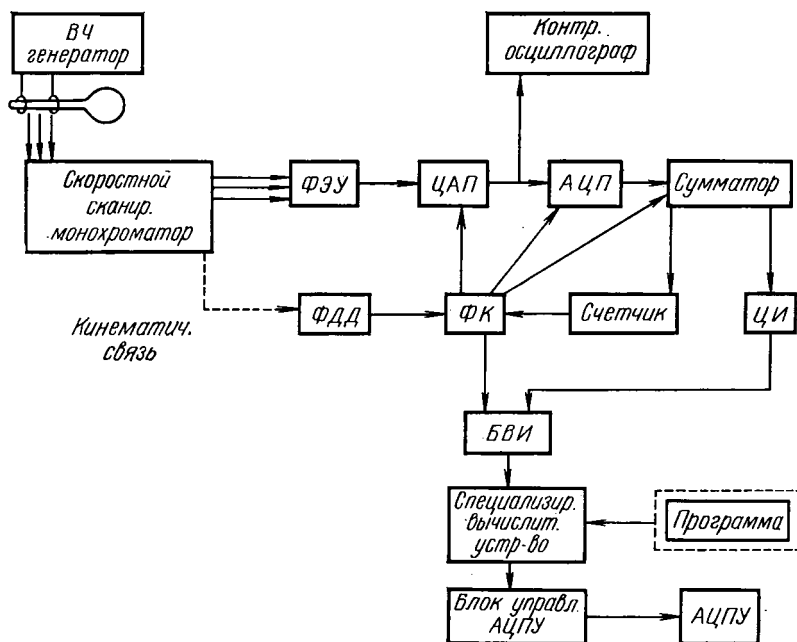 ВЧ
генератор
Контр.
осциллограф
Скоростной
сканир.
монохроматор
ФЭУ
ЦАП
АЦП
Сумматор
Кинематич.
связь
ФДД
ФК
Счетчик
ЦИ
БВИ
Специализир.
вычислит.
устр-во
Программа
Блок управл.
АЦПУ
АЦПУ